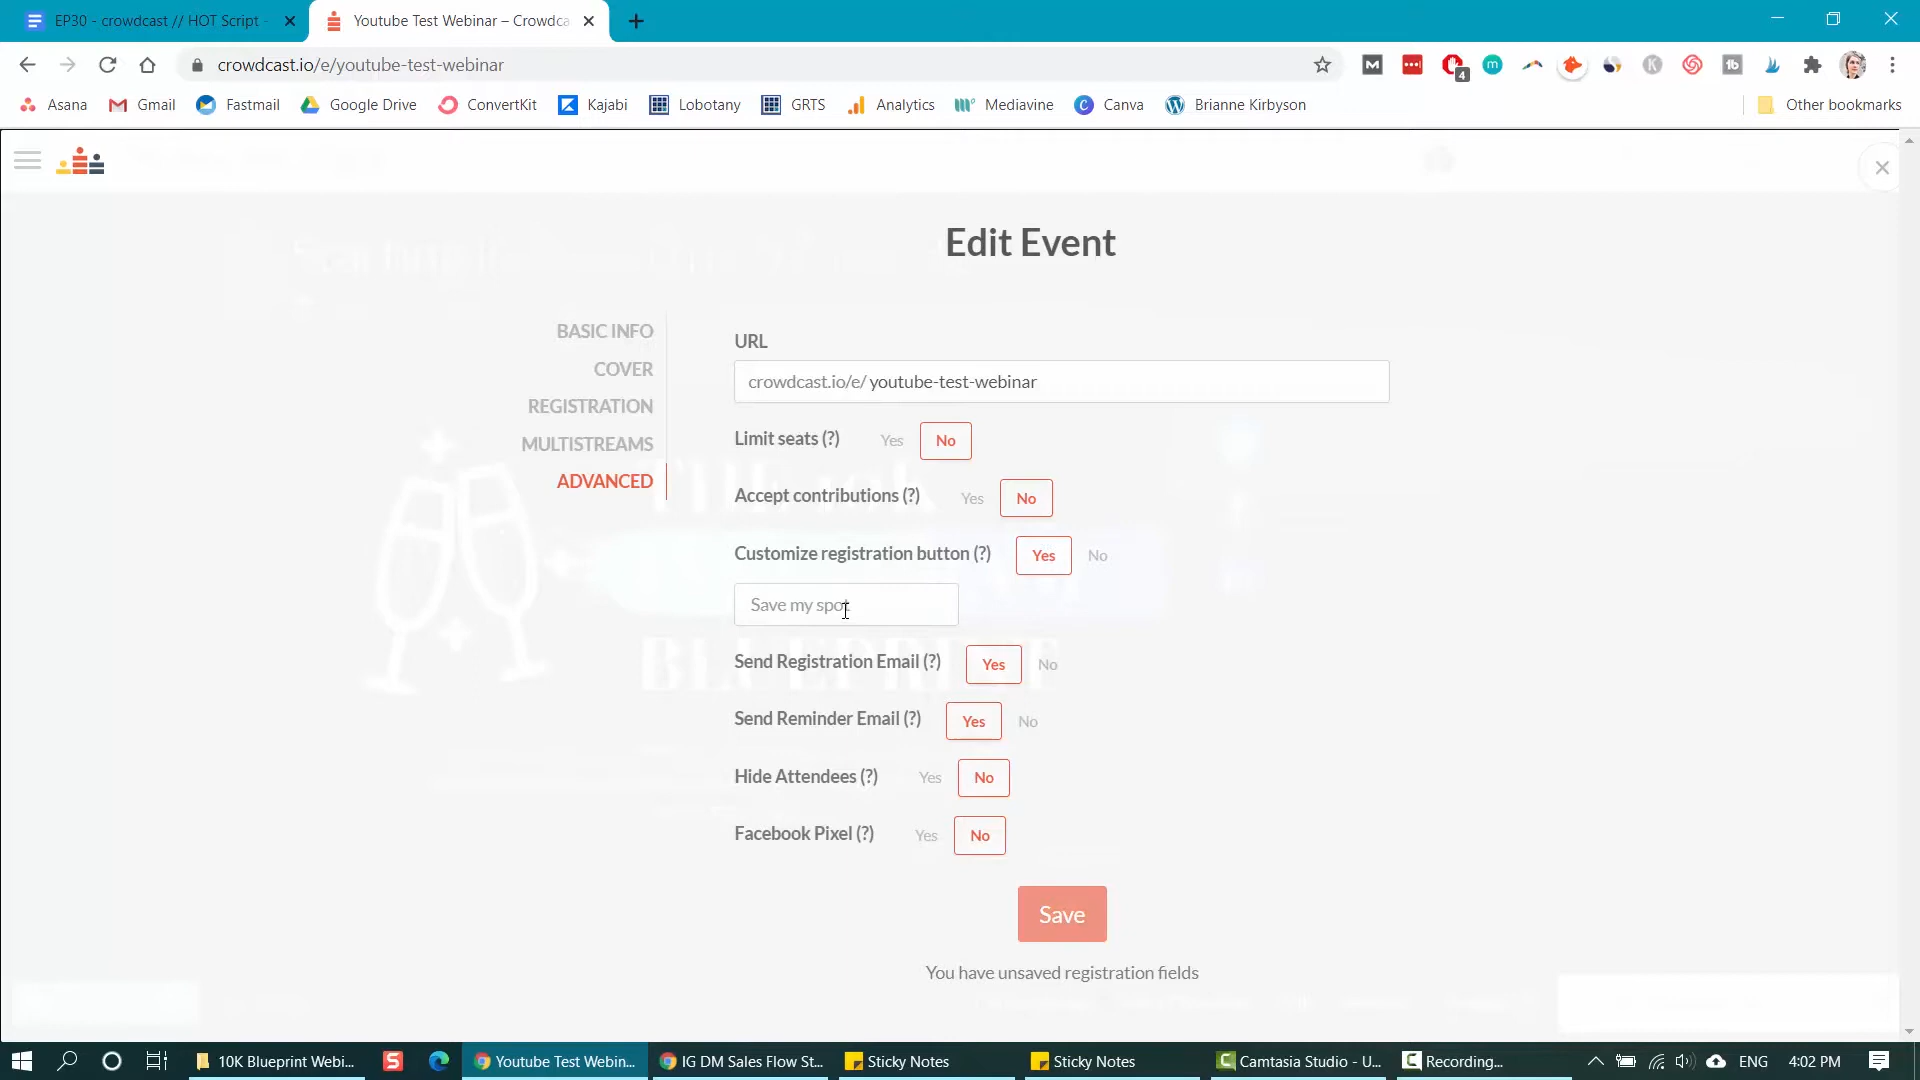 EP30 - crowdcast // HOT Script -
Youtube Test Webinar – Crowdca
crowdcast.io/e/youtube-test-webinar
4
Asana
Gmail
Fastmail
Google Drive
ConvertKit
Kajabi
Lobotany
GRTS
Analytics
Mediavine
Canva
Brianne Kirbyson
Other bookmarks
Edit Event
BASIC INFO
COVER
REGISTRATION
MULTISTREAMS
ADVANCED
URL
crowdcast.io/e/ youtube-test-webinar
Limit seats (?) Yes No
Accept contributions (?) Yes No
Customize registration button (?) Yes No
Save my spot
Send Registration Email (?) Yes No
Send Reminder Email (?) Yes No
Hide Attendees (?) Yes No
Facebook Pixel (?) Yes No
Save
You have unsaved registration fields
BLUEPRINT
10K Blueprint Webi...
Youtube Test Webin...
IG DM Sales Flow St...
Sticky Notes
Sticky Notes
Camtasia Studio - U...
Recording...
ENG
4:02 PM